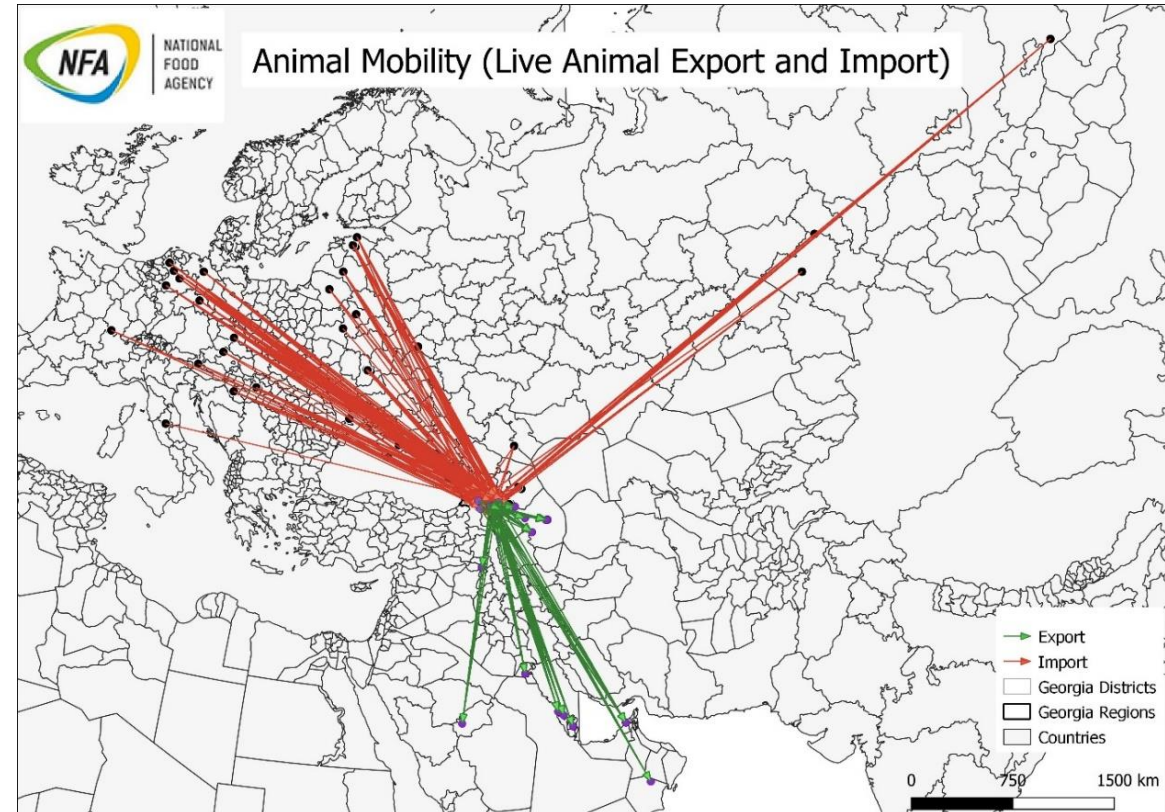 NFA
NATIONAL
FOOD
AGENCY
Animal Mobility (Live Animal Export and Import)
Export
Import
Georgia Districts
Georgia Regions
Countries
0 750 1500 km